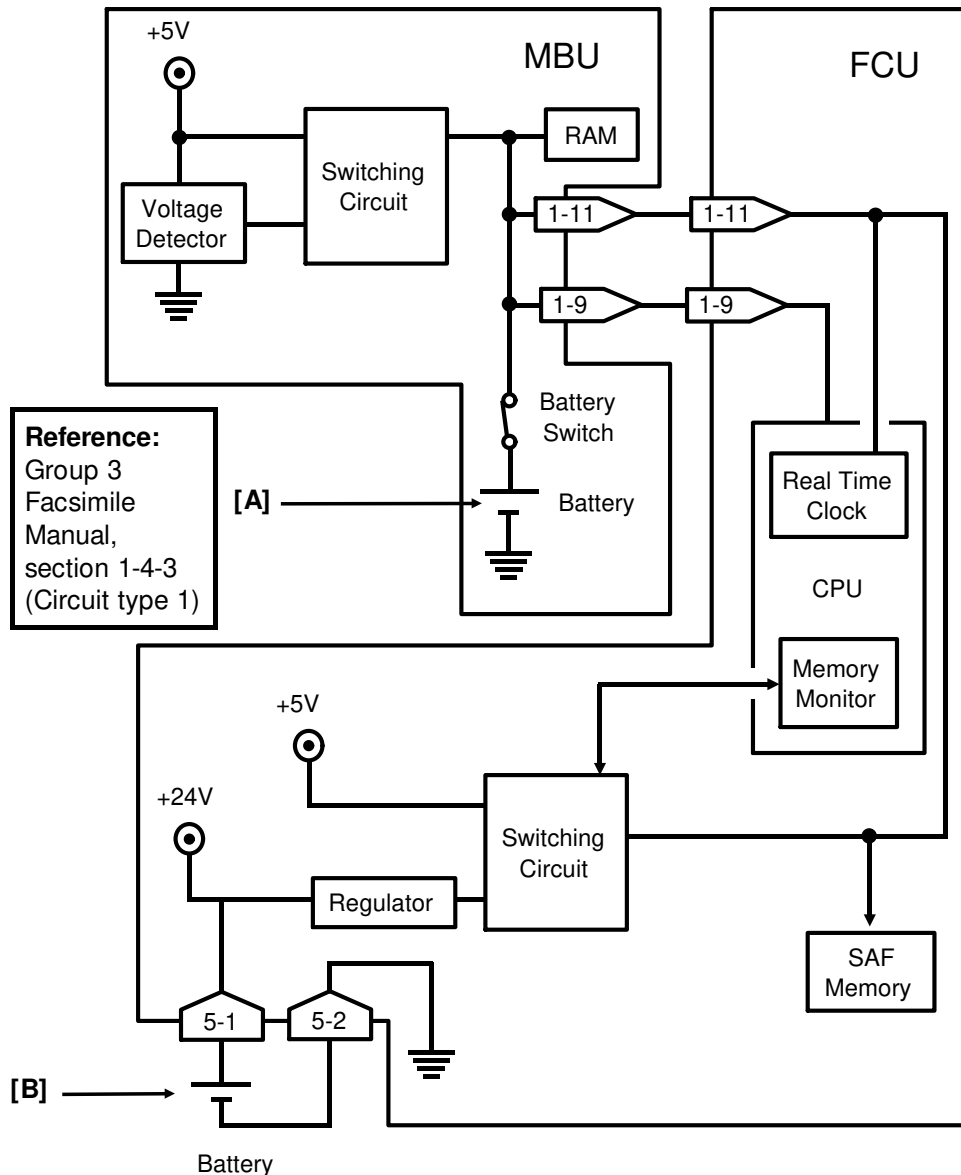 +5V
MBU
FCU
RAM
Switching
Circuit
Voltage
Detector
1-11
1-11
1-9
1-9
Battery
Switch
Reference:
Group 3
Facsimile
Manual,
section 1-4-3
(Circuit type 1)
[A]
Battery
Real Time
Clock
CPU
Memory
Monitor
+5V
+24V
Switching
Circuit
Regulator
SAF
Memory
5-1
5-2
[B]
Battery